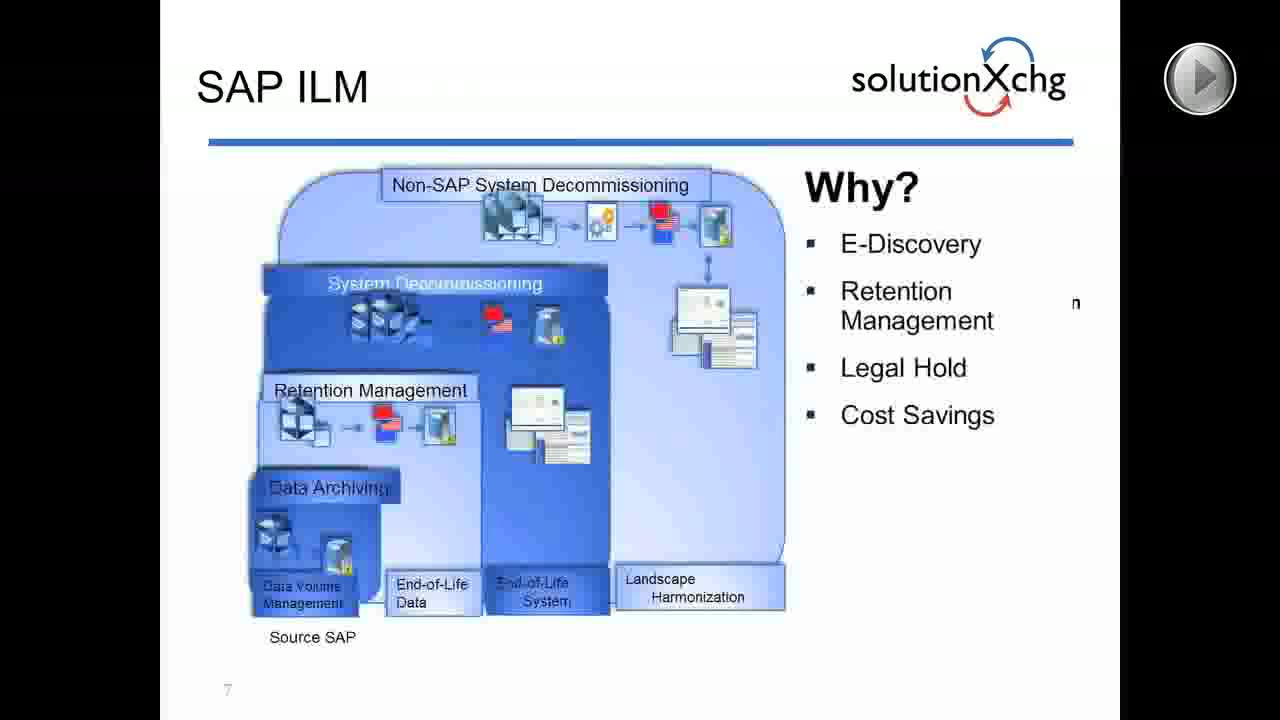 SAP ILM
solutionXchg
Non-SAP System Decommissioning
System Decommissioning
Retention Management
Data Archiving
Data Volume
Management
End-of-Life
Data
End-of-Life
System
Landscape
Harmonization
Source SAP
Why?
▪ E-Discovery
▪ Retention
Management
▪ Legal Hold
▪ Cost Savings
n
7